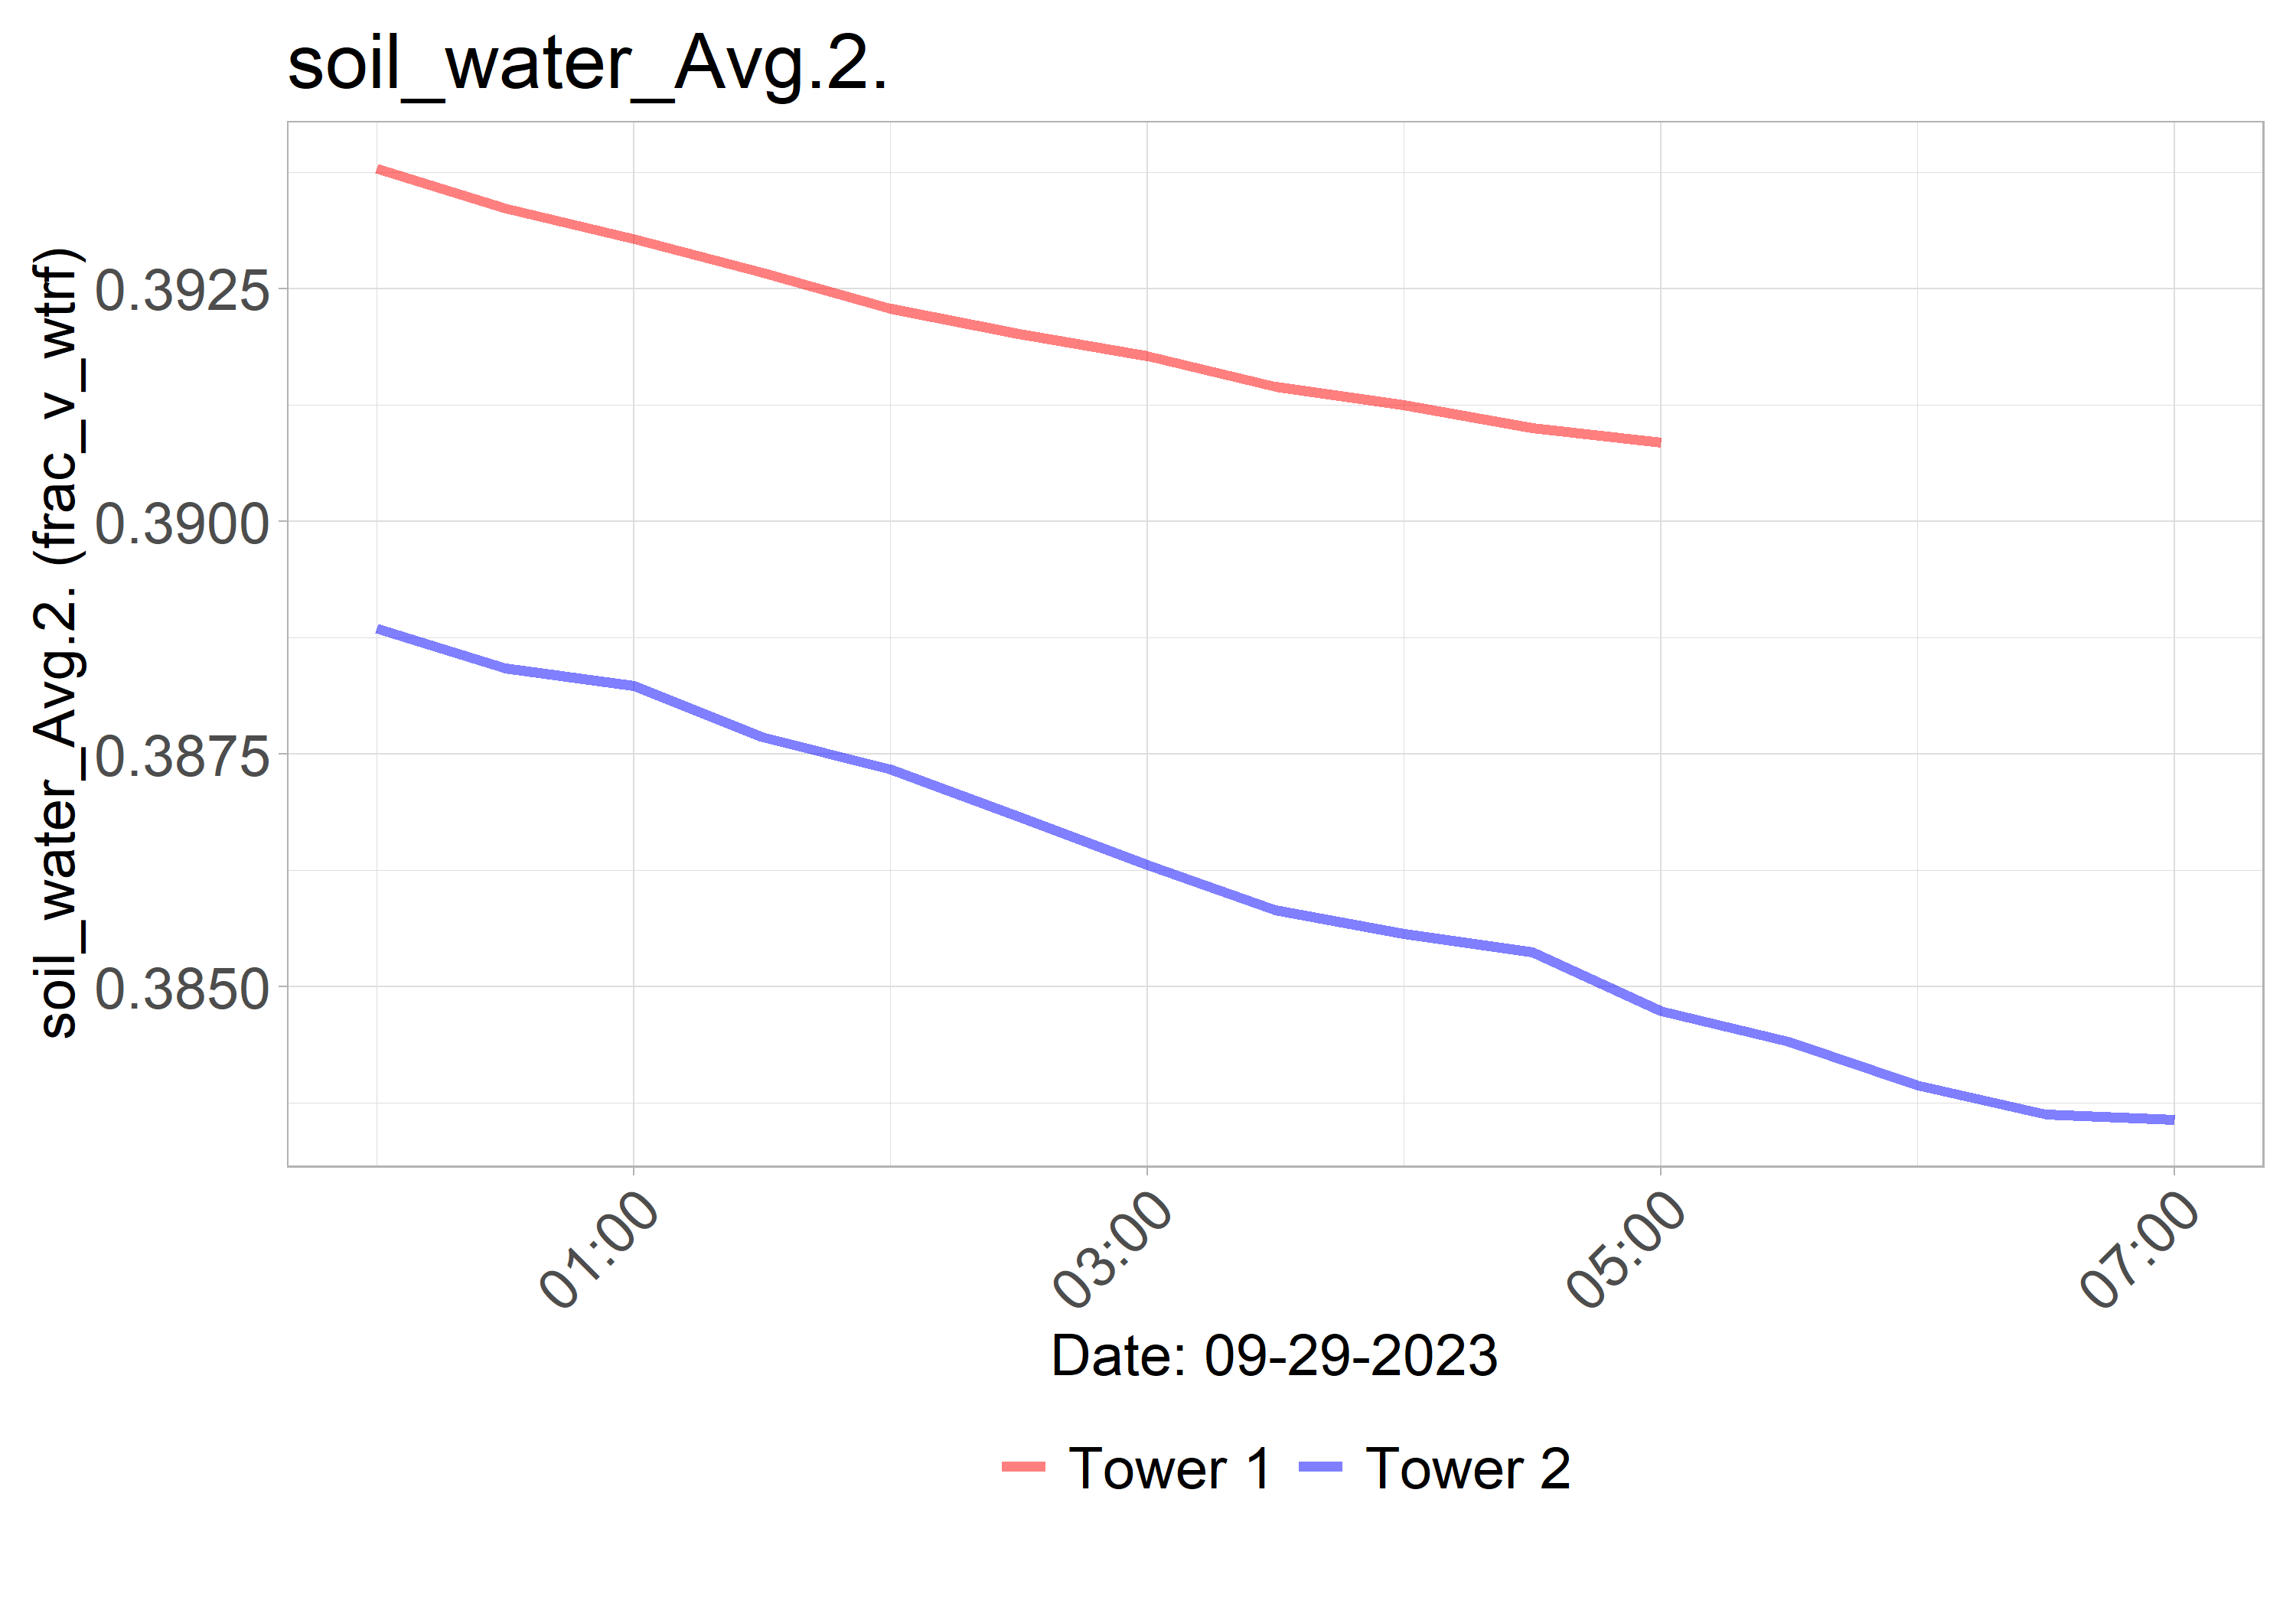 soil_water_Avg.2.
soil_water_Avg.2. (frac_v_wtrf)
0.3925
0.3900
0.3875
0.3850
01:00
03:00
05:00
07:00
Date: 09-29-2023
Tower 1
Tower 2